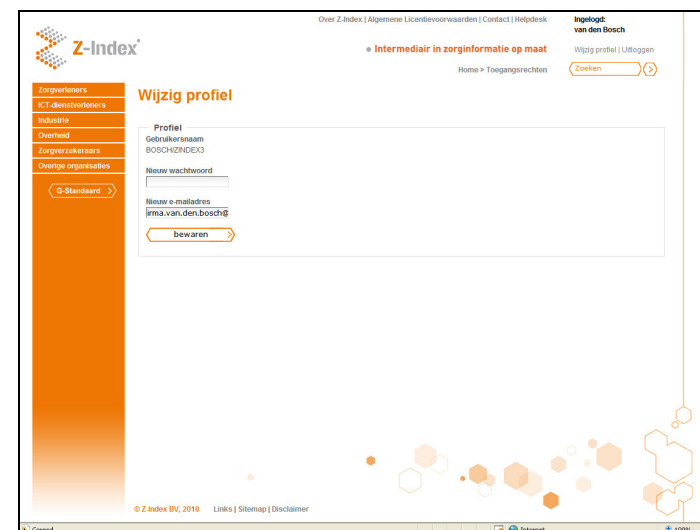 Over Z-Index | Algemene Licentievoorwaarden | Contact | Helpdesk
Ingelogd:
van den Bosch
Z-Index
Intermediair in zorginformatie op maat
Wijzig profiel | Uitloggen
Home > Toegangsrechten
Zoeken
Zorgverleners
ICT-dienstverleners
Industrie
Overheid
Zorgverzekeraars
Overige organisaties
G-Standaard
Wijzig profiel
Profiel
Gebruikersnaam
BOSCH/ZINDEX3
Nieuw wachtwoord
Nieuw e-mailadres
irma.van.den.bosch@
bewaren
© Z-Index BV, 2010 Links | Sitemap | Disclaimer
Internet
100%